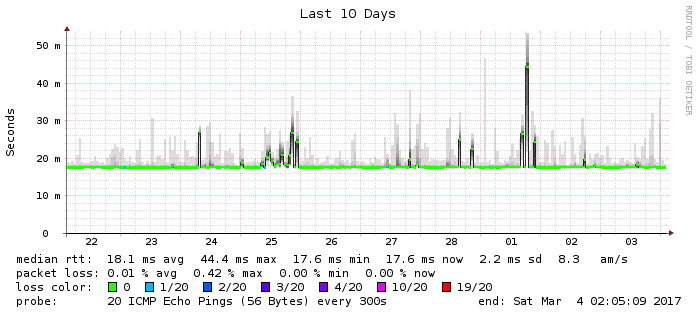 Last 10 Days
RRDTOOL / TOBI OETIKER
Seconds
50 m
40 m
30 m
20 m
10 m
0
22 23 24 25 26 27 28 01 02 03
median rtt: 18.1 ms avg 44.4 ms max 17.6 ms min 17.6 ms now 2.2 ms sd 8.3 am/s
packet loss: 0.01 % avg 0.42 % max 0.00 % min 0.00 % now
loss color: 0 1/20 2/20 3/20 4/20 10/20 19/20
probe: 20 ICMP Echo Pings (56 Bytes) every 300s end: Sat Mar 4 02:05:09 2017